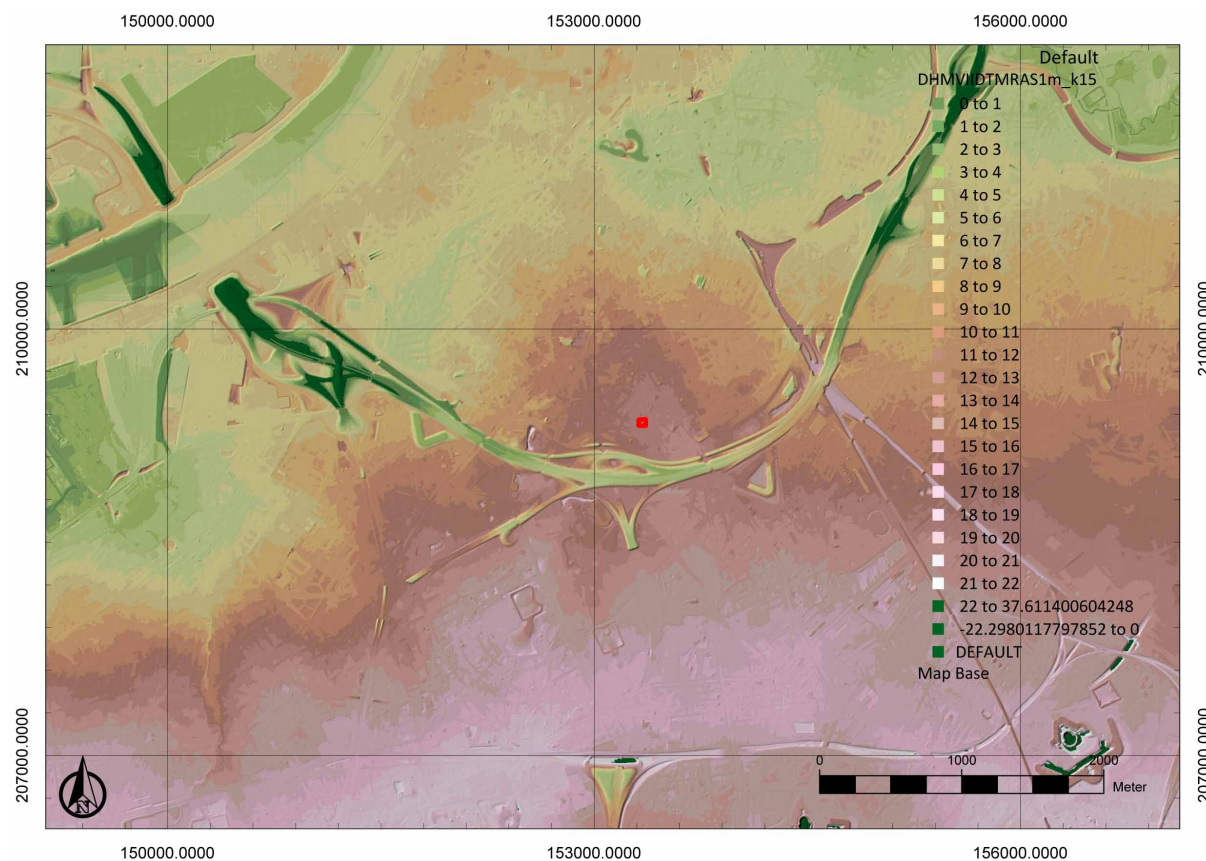 150000.0000 153000.0000 156000.0000
Default
DHMVIIDTMRAS1m_k15
0 to 1
1 to 2
2 to 3
3 to 4
4 to 5
5 to 6
6 to 7
7 to 8
8 to 9
9 to 10
10 to 11
11 to 12
12 to 13
13 to 14
14 to 15
15 to 16
16 to 17
17 to 18
18 to 19
19 to 20
20 to 21
21 to 22
22 to 37.611400604248
-22.2980117797852 to 0
DEFAULT
Map Base
210000.0000 210000.0000
207000.0000 207000.0000
N
0 1000 2000
Meter
150000.0000 153000.0000 156000.0000